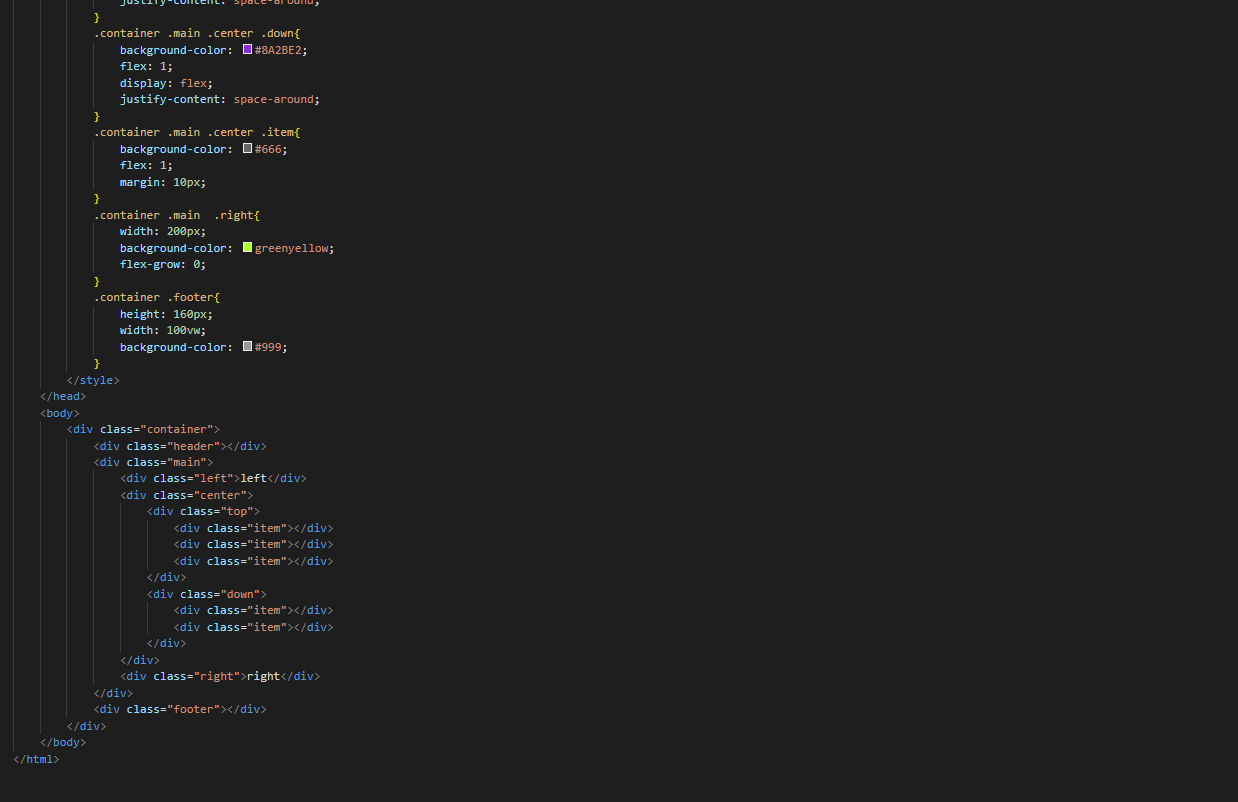 justify-content: space-around;
}
.container .main .center .down{
background-color: #8A2BE2;
flex: 1;
display: flex;
justify-content: space-around;
}
.container .main .center .item{
background-color: #666;
flex: 1;
margin: 10px;
}
.container .main  .right{
width: 200px;
background-color: greenyellow;
flex-grow: 0;
}
.container .footer{
height: 160px;
width: 100vw;
background-color: #999;
}
</style>
</head>
<body>
<div class="container">
<div class="header"></div>
<div class="main">
<div class="left">left</div>
<div class="center">
<div class="top">
<div class="item"></div>
<div class="item"></div>
<div class="item"></div>
</div>
<div class="down">
<div class="item"></div>
<div class="item"></div>
</div>
</div>
<div class="right">right</div>
</div>
<div class="footer"></div>
</div>
</body>
</html>